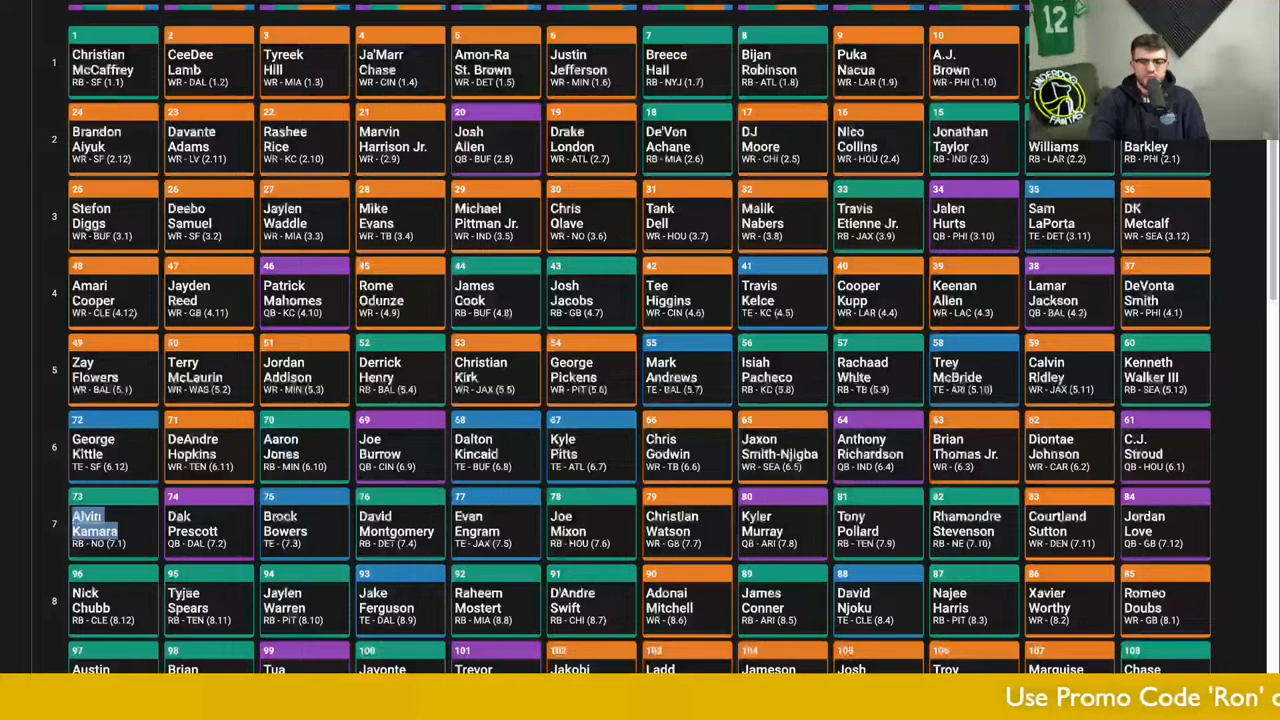 1 2 3 4 5 6 7 8 9 10
1
Christian McCaffrey RB - SF (1.1)
CeeDee Lamb WR - DAL (1.2)
Tyreek Hill WR - MIA (1.3)
Ja'Marr Chase WR - CIN (1.4)
Amon-Ra St. Brown WR - DET (1.5)
Justin Jefferson WR - MIN (1.6)
Breece Hall RB - NYJ (1.7)
Bijan Robinson RB - ATL (1.8)
Puka Nacua WR - LAR (1.9)
A.J. Brown WR - PHI (1.10)
12
UNDERDOG FANTASY
24 23 22 21 20 19 18 17 16 15
2
Brandon Aiyuk WR - SF (2.12)
Davante Adams WR - LV (2.11)
Rashee Rice WR - KC (2.10)
Marvin Harrison Jr. WR - (2.9)
Josh Allen QB - BUF (2.8)
Drake London WR - ATL (2.7)
De'Von Achane RB - MIA (2.6)
DJ Moore WR - CHI (2.5)
Nico Collins WR - HOU (2.4)
Jonathan Taylor RB - IND (2.3)
Williams RB - LAR (2.2)
Barkley RB - PHI (2.1)
25 26 27 28 29 30 31 32 33 34 35 36
3
Stefon Diggs WR - BUF (3.1)
Deebo Samuel WR - SF (3.2)
Jaylen Waddle WR - MIA (3.3)
Mike Evans WR - TB (3.4)
Michael Pittman Jr. WR - IND (3.5)
Chris Olave WR - NO (3.6)
Tank Dell WR - HOU (3.7)
Malik Nabers WR - (3.8)
Travis Etienne Jr. RB - JAX (3.9)
Jalen Hurts QB - PHI (3.10)
Sam LaPorta TE - DET (3.11)
DK Metcalf WR - SEA (3.12)
48 47 46 45 44 43 42 41 40 39 38 37
4
Amari Cooper WR - CLE (4.12)
Jayden Reed WR - GB (4.11)
Patrick Mahomes QB - KC (4.10)
Rome Odunze WR - (4.9)
James Cook RB - BUF (4.8)
Josh Jacobs RB - GB (4.7)
Tee Higgins WR - CIN (4.6)
Travis Kelce TE - KC (4.5)
Cooper Kupp WR - LAR (4.4)
Keenan Allen WR - LAC (4.3)
Lamar Jackson QB - BAL (4.2)
DeVonta Smith WR - PHI (4.1)
49 50 51 52 53 54 55 56 57 58 59 60
5
Zay Flowers WR - BAL (5.1)
Terry McLaurin WR - WAS (5.2)
Jordan Addison WR - MIN (5.3)
Derrick Henry RB - BAL (5.4)
Christian Kirk WR - JAX (5.5)
George Pickens WR - PIT (5.6)
Mark Andrews TE - BAL (5.7)
Isiah Pacheco RB - KC (5.8)
Rachaad White RB - TB (5.9)
Trey McBride TE - ARI (5.10)
Calvin Ridley WR - JAX (5.11)
Kenneth Walker III RB - SEA (5.12)
72 71 70 69 68 67 66 65 64 63 62 61
6
George Kittle TE - SF (6.12)
DeAndre Hopkins WR - TEN (6.11)
Aaron Jones RB - MIN (6.10)
Joe Burrow QB - CIN (6.9)
Dalton Kincaid TE - BUF (6.8)
Kyle Pitts TE - ATL (6.7)
Chris Godwin WR - TB (6.6)
Jaxon Smith-Njigba WR - SEA (6.5)
Anthony Richardson QB - IND (6.4)
Brian Thomas Jr. WR - (6.3)
Diontae Johnson WR - CAR (6.2)
C.J. Stroud QB - HOU (6.1)
73 74 75 76 77 78 79 80 81 82 83 84
7
Alvin Kamara RB - NO (7.1)
Dak Prescott QB - DAL (7.2)
Brock Bowers TE - (7.3)
David Montgomery RB - DET (7.4)
Evan Engram TE - JAX (7.5)
Joe Mixon RB - HOU (7.6)
Christian Watson WR - GB (7.7)
Kyler Murray QB - ARI (7.8)
Tony Pollard RB - TEN (7.9)
Rhamondre Stevenson RB - NE (7.10)
Courtland Sutton WR - DEN (7.11)
Jordan Love QB - GB (7.12)
96 95 94 93 92 91 90 89 88 87 86 85
8
Nick Chubb RB - CLE (8.12)
Tyjae Spears RB - TEN (8.11)
Jaylen Warren RB - PIT (8.10)
Jake Ferguson TE - DAL (8.9)
Raheem Mostert RB - MIA (8.8)
D'Andre Swift RB - CHI (8.7)
Adonai Mitchell WR - (8.6)
James Conner RB - ARI (8.5)
David Njoku TE - CLE (8.4)
Najee Harris RB - PIT (8.3)
Xavier Worthy WR - (8.2)
Romeo Doubs WR - GB (8.1)
97 98 99 100 101 102 103 104 105 106 107 108
Austin Brian Tua Javonte Trevor Jakobi Ladd Jameson Josh Troy Marquise Chase
Use Promo Code 'Ron'